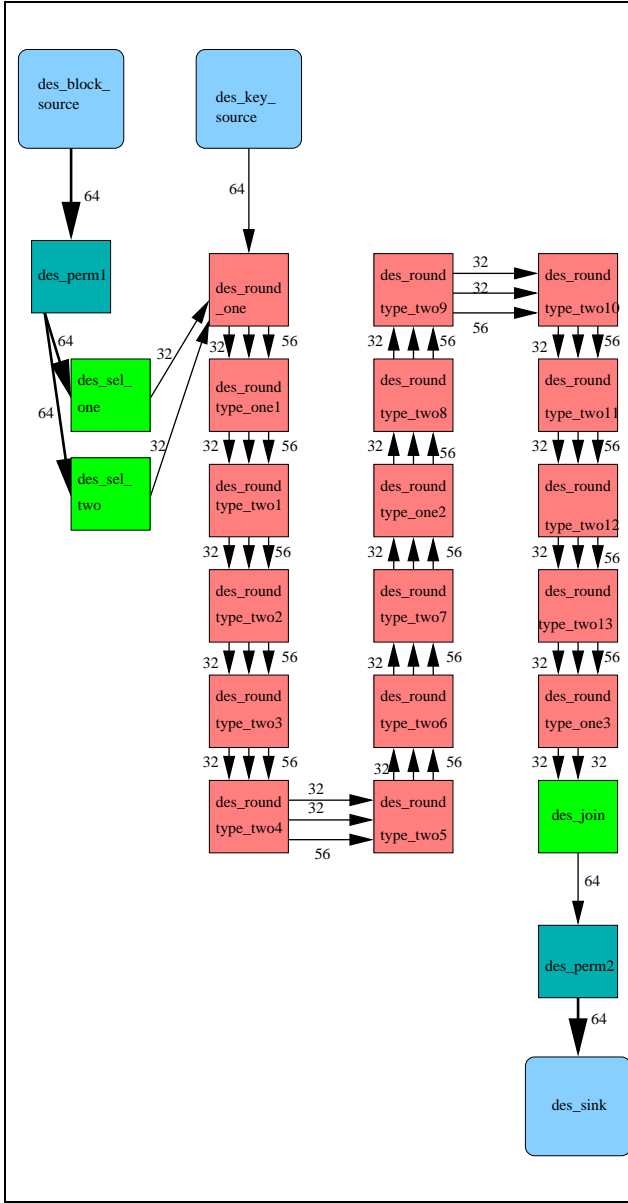 des_block_
source
des_key_
source
64
64
des_perm1
64
64
des_sel_
one
des_sel_
two
32
32
des_round
_one
32
56
des_round
type_one1
32
56
des_round
type_two1
32
56
des_round
type_two2
32
56
des_round
type_two3
32
56
des_round
type_two4
32
32
56
des_round
type_two5
32
56
des_round
type_two6
32
56
des_round
type_two7
32
56
des_round
type_one2
32
56
des_round
type_two8
32
56
des_round
type_two9
32
32
56
des_round
type_two10
32
56
des_round
type_two11
32
56
des_round
type_two12
32
56
des_round
type_two13
32
56
des_round
type_one3
32
32
des_join
64
des_perm2
64
des_sink